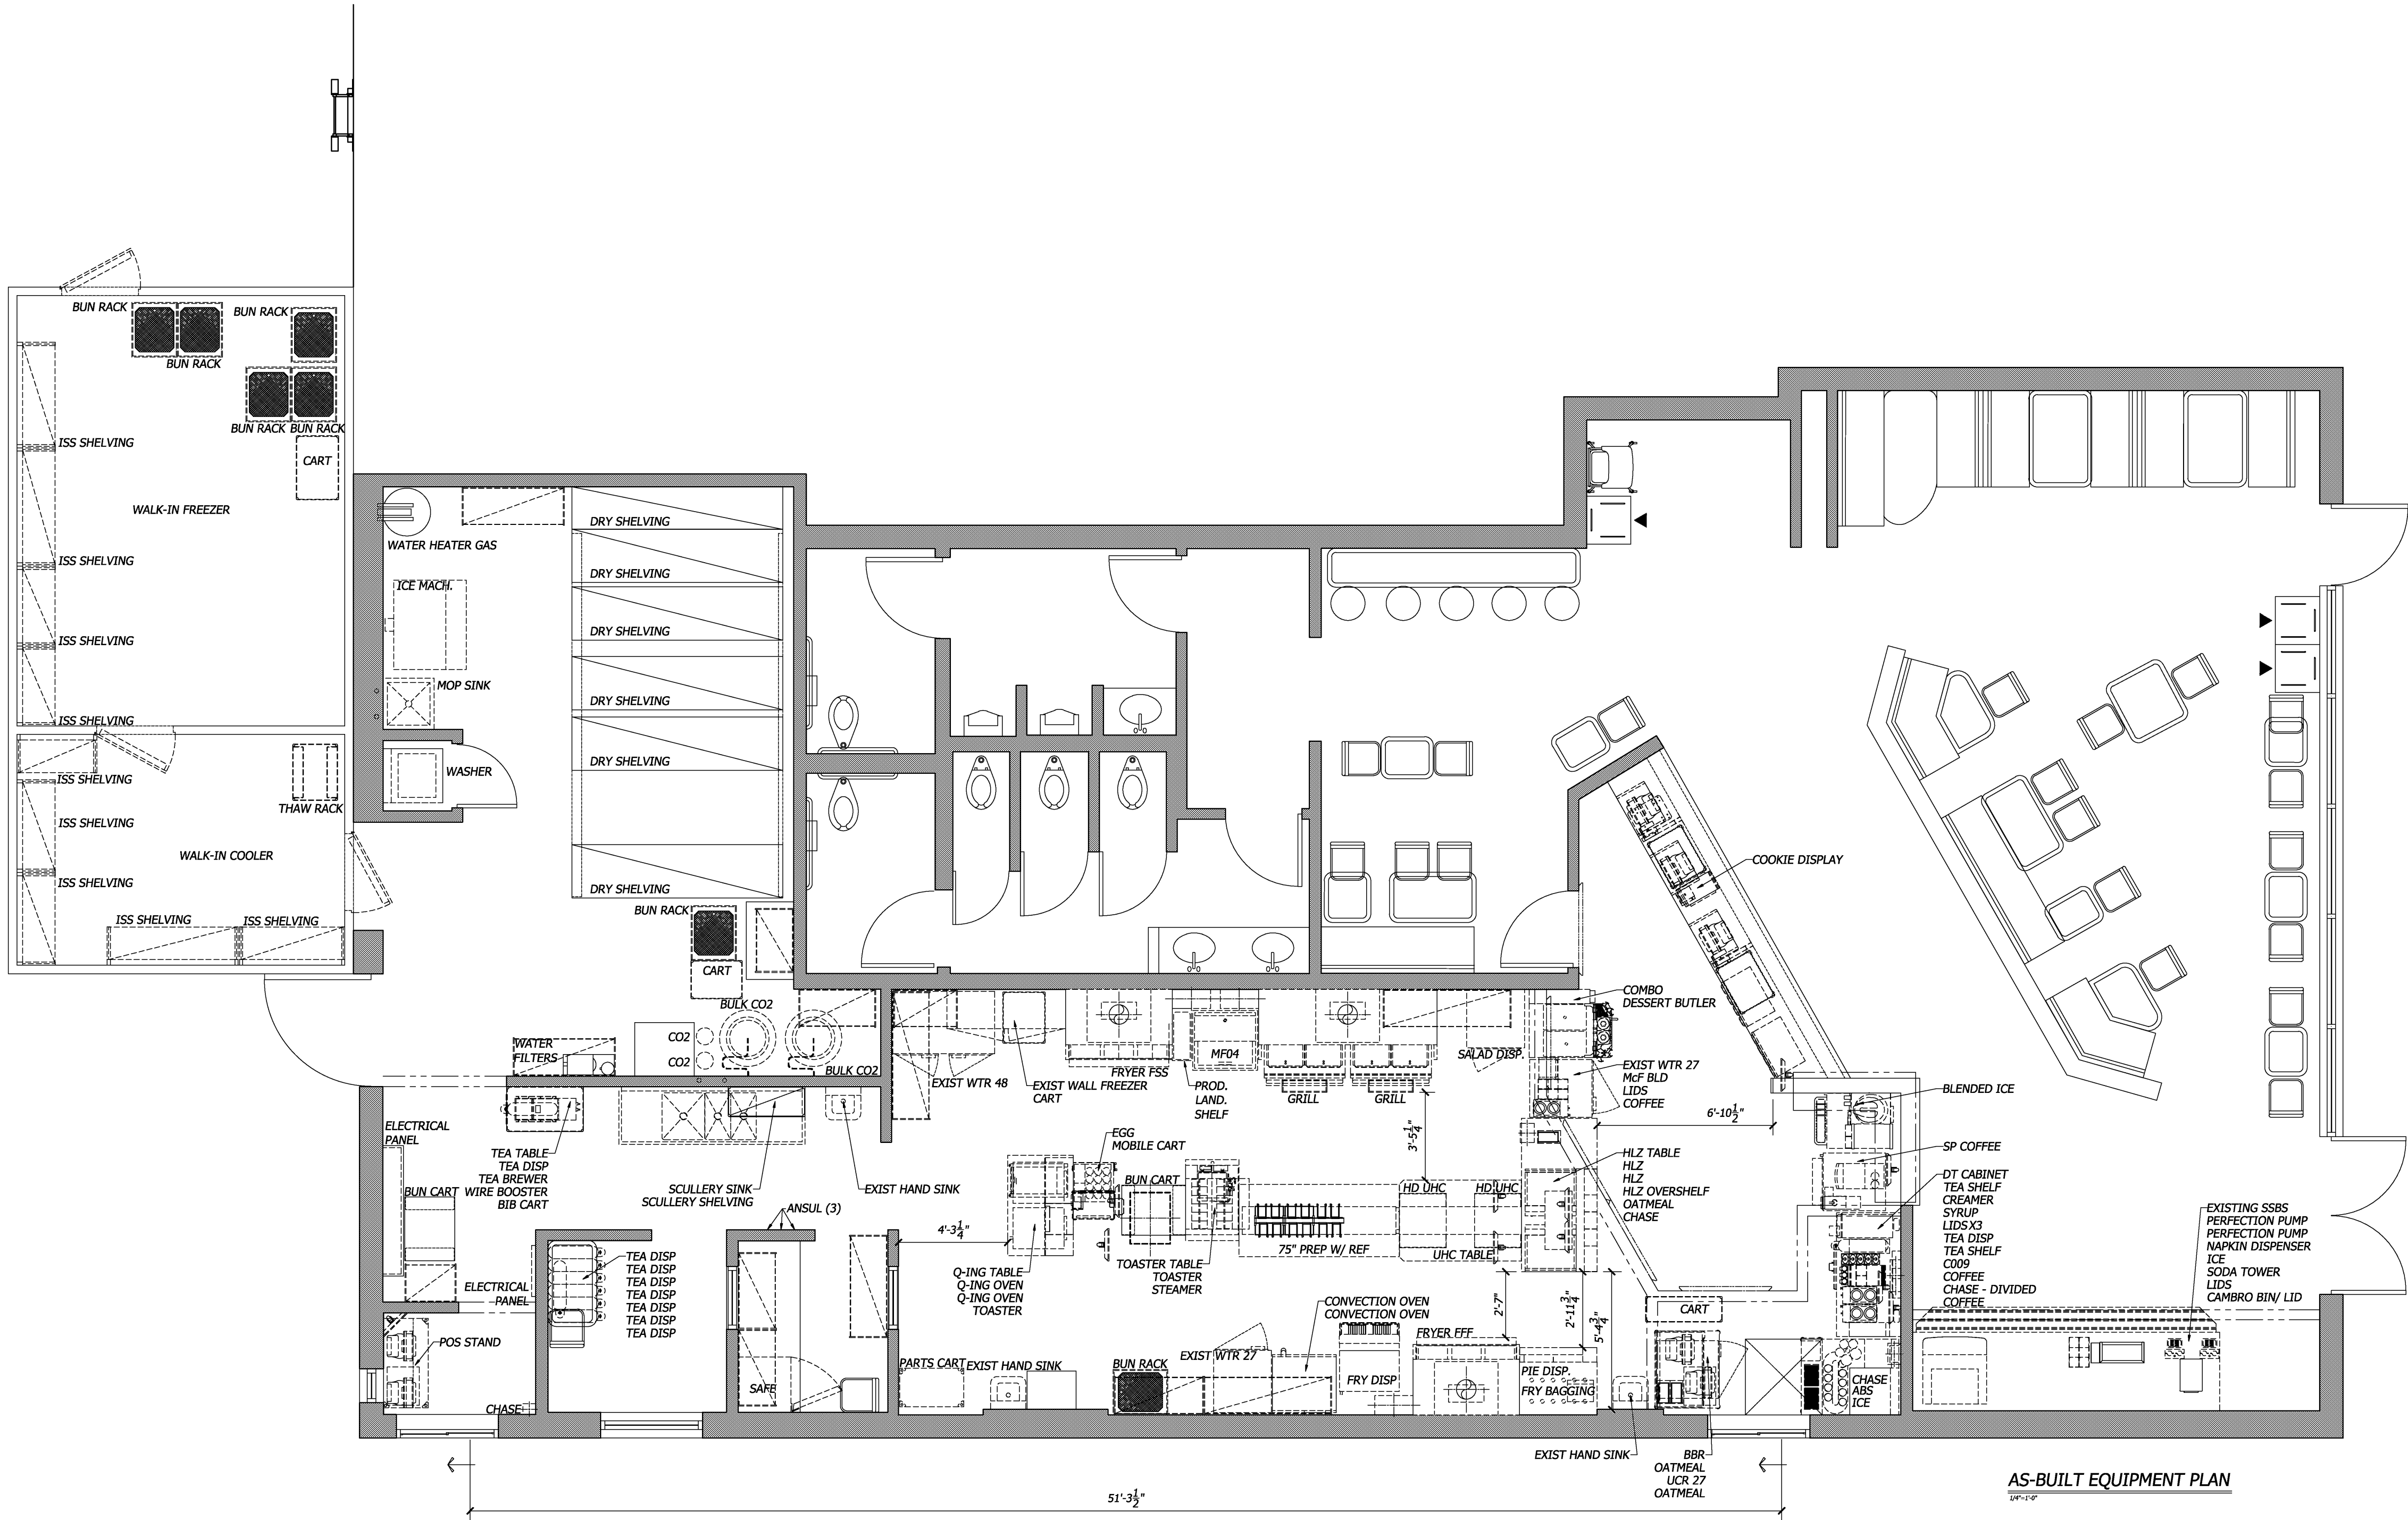 BUN RACK
BUN RACK
BUN RACK
BUN RACK
BUN RACK
CART
ISS SHELVING
WALK-IN FREEZER
ISS SHELVING
ISS SHELVING
ISS SHELVING
ISS SHELVING
THAW RACK
ISS SHELVING
WALK-IN COOLER
ISS SHELVING
ISS SHELVING
ISS SHELVING
WATER HEATER GAS
ICE MACH.
MOP SINK
WASHER
DRY SHELVING
DRY SHELVING
DRY SHELVING
DRY SHELVING
DRY SHELVING
DRY SHELVING
BUN RACK
CART
BULK CO2
CO2
CO2
BULK CO2
WATER
FILTERS
ELECTRICAL
PANEL
TEA TABLE
TEA DISP
TEA BREWER
WIRE BOOSTER
BIB CART
BUN CART
SCULLERY SINK
SCULLERY SHELVING
EXIST HAND SINK
ANSUL (3)
ELECTRICAL
PANEL
TEA DISP
TEA DISP
TEA DISP
TEA DISP
TEA DISP
TEA DISP
TEA DISP
POS STAND
CHASE
SAFE
EXIST WTR 48
EXIST WALL FREEZER
CART
FRYER FSS
PROD.
LAND.
SHELF
MF04
GRILL
GRILL
SALAD DISP.
COMBO
DESSERT BUTLER
EXIST WTR 27
McF BLD
LIDS
COFFEE
COOKIE DISPLAY
BLENDED ICE
6'-10 1/2"
3'-5 1/4"
EGG
MOBILE CART
BUN CART
HD UHC
HD UHC
HLZ TABLE
HLZ
HLZ
HLZ OVERSHELF
OATMEAL
CHASE
SP COFFEE
DT CABINET
TEA SHELF
CREAMER
SYRUP
LIDS X3
TEA DISP
TEA SHELF
C009
COFFEE
CHASE - DIVIDED
COFFEE
EXISTING SSBS
PERFECTION PUMP
PERFECTION PUMP
NAPKIN DISPENSER
ICE
SODA TOWER
LIDS
CAMBRO BIN/ LID
4'-3 1/4"
Q-ING TABLE
Q-ING OVEN
Q-ING OVEN
TOASTER
TOASTER TABLE
TOASTER
STEAMER
75" PREP W/ REF
UHC TABLE
2'-7"
2'-11 3/4"
5'-4 3/4"
CONVECTION OVEN
CONVECTION OVEN
CART
PARTS CART
EXIST HAND SINK
BUN RACK
EXIST WTR 27
FRY DISP
FRYER FFF
PIE DISP.
FRY BAGGING
CHASE
ABS
ICE
EXIST HAND SINK
BBR
OATMEAL
UCR 27
OATMEAL
51'-3 1/2"
AS-BUILT EQUIPMENT PLAN
1/4"=1'-0"